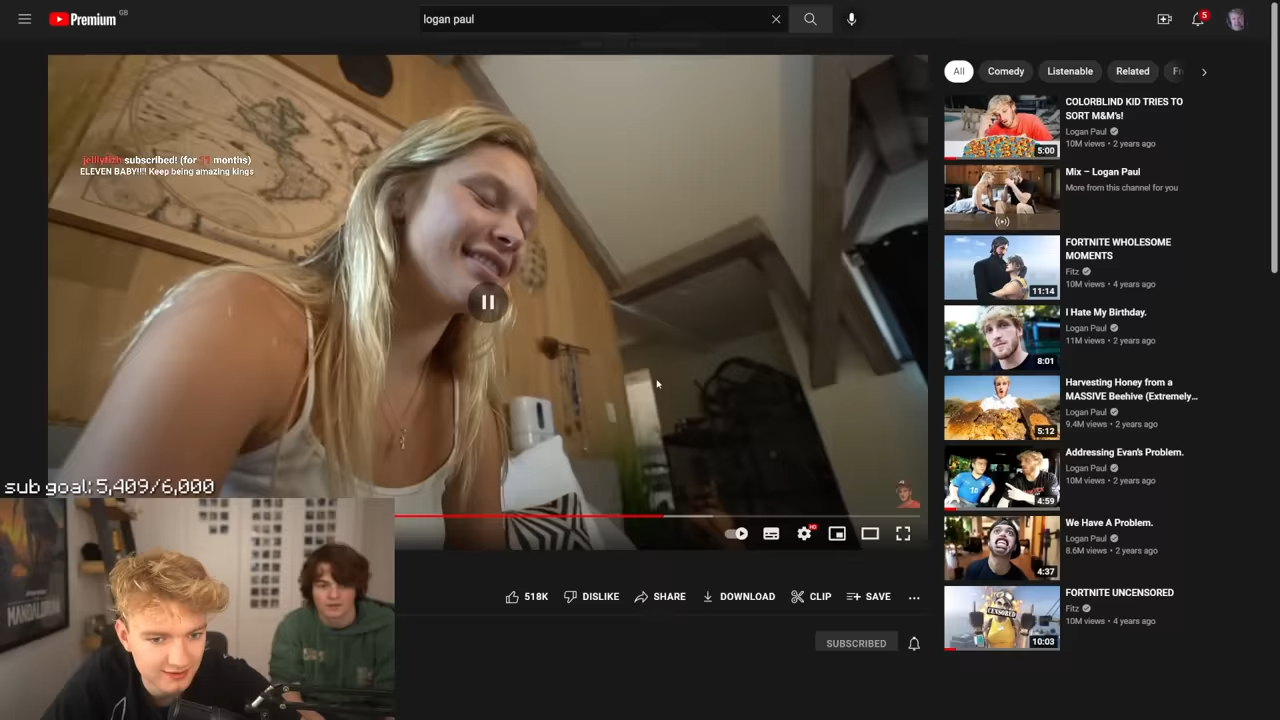 Premium GB
logan paul
5
All
Comedy
Listenable
Related
Fr
jellyfizh subscribed! (for 11 months)
ELEVEN BABY!!!! Keep being amazing kings
COLORBLIND KID TRIES TO
SORT M&M's!
Logan Paul
10M views • 2 years ago
5:00
Mix – Logan Paul
More from this channel for you
FORTNITE WHOLESOME
MOMENTS
Fitz
10M views • 4 years ago
11:14
I Hate My Birthday.
Logan Paul
11M views • 2 years ago
8:01
Harvesting Honey from a
MASSIVE Beehive (Extremely...
Logan Paul
9.4M views • 2 years ago
5:12
Addressing Evan's Problem.
Logan Paul
10M views • 2 years ago
4:59
We Have A Problem.
Logan Paul
8.6M views • 2 years ago
4:37
FORTNITE UNCENSORED
Fitz
10M views • 4 years ago
CENSORED
10:03
sub goal: 5,409/6,000
HD
518K
DISLIKE
SHARE
DOWNLOAD
CLIP
SAVE
SUBSCRIBED
MANDALORIAN